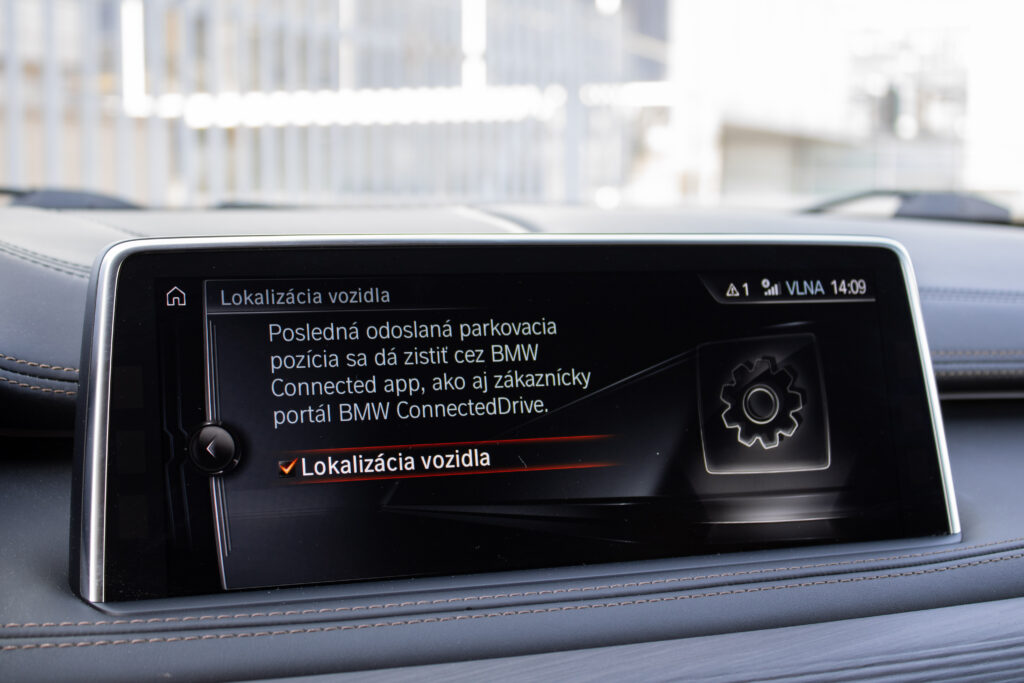 Lokalizácia vozidla
1 VLNA 14:09
Posledná odoslaná parkovacia
pozícia sa dá zistiť cez BMW
Connected app, ako aj zákaznícky
portál BMW ConnectedDrive.
Lokalizácia vozidla